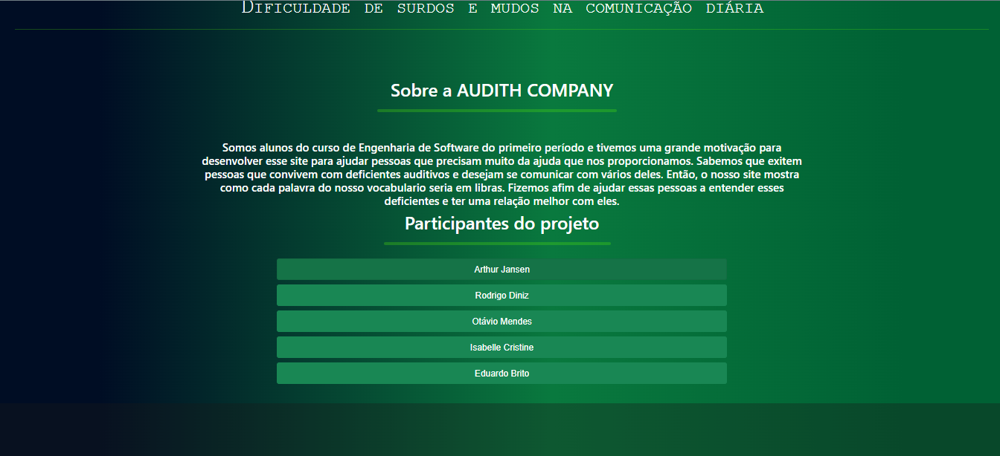 Dificuldade de surdos e mudos na comunicação diária
Sobre a AUDITH COMPANY
Somos alunos do curso de Engenharia de Software do primeiro período e tivemos uma grande motivação para
desenvolver esse site para ajudar pessoas que precisam muito da ajuda que nos proporcionamos. Sabemos que exitem
pessoas que convivem com deficientes auditivos e desejam se comunicar com vários deles. Então, o nosso site mostra
como cada palavra do nosso vocabulario seria em libras. Fizemos afim de ajudar essas pessoas a entender esses
deficientes e ter uma relação melhor com eles.
Participantes do projeto
Arthur Jansen
Rodrigo Diniz
Otávio Mendes
Isabelle Cristine
Eduardo Brito